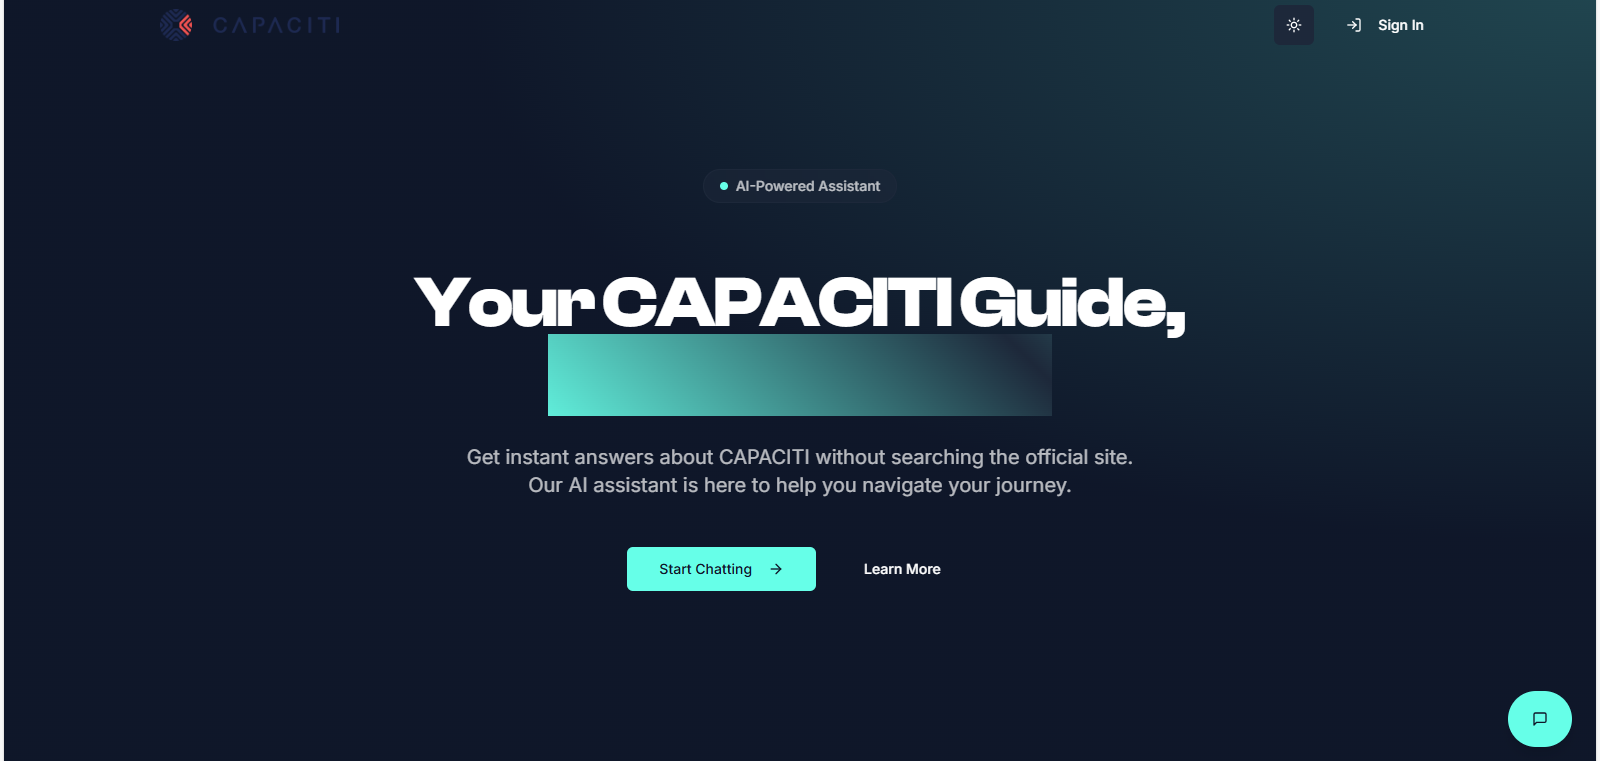 CAPACITI
Sign In
AI-Powered Assistant
Your CAPACITI Guide,
Get instant answers about CAPACITI without searching the official site.
Our AI assistant is here to help you navigate your journey.
Start Chatting
Learn More